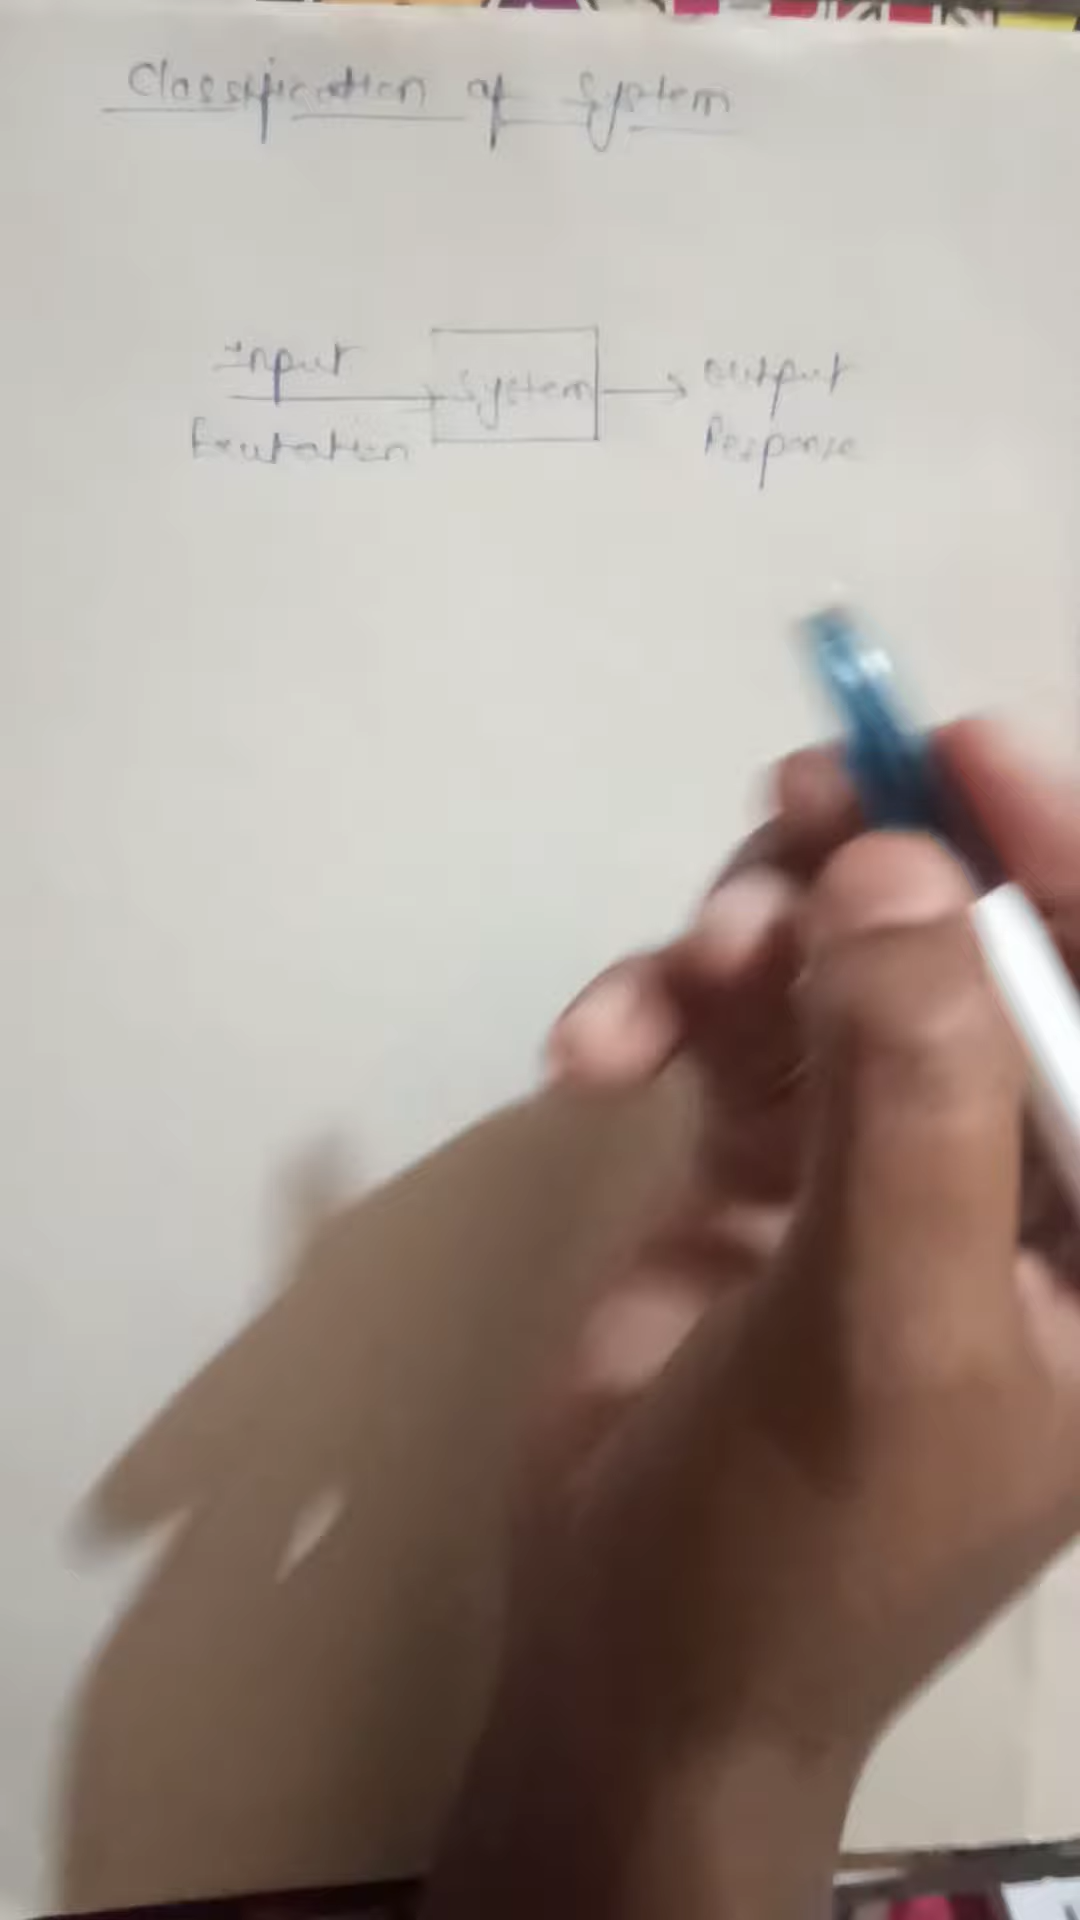 Classification of System
Input
System
Output
Excitation
Response